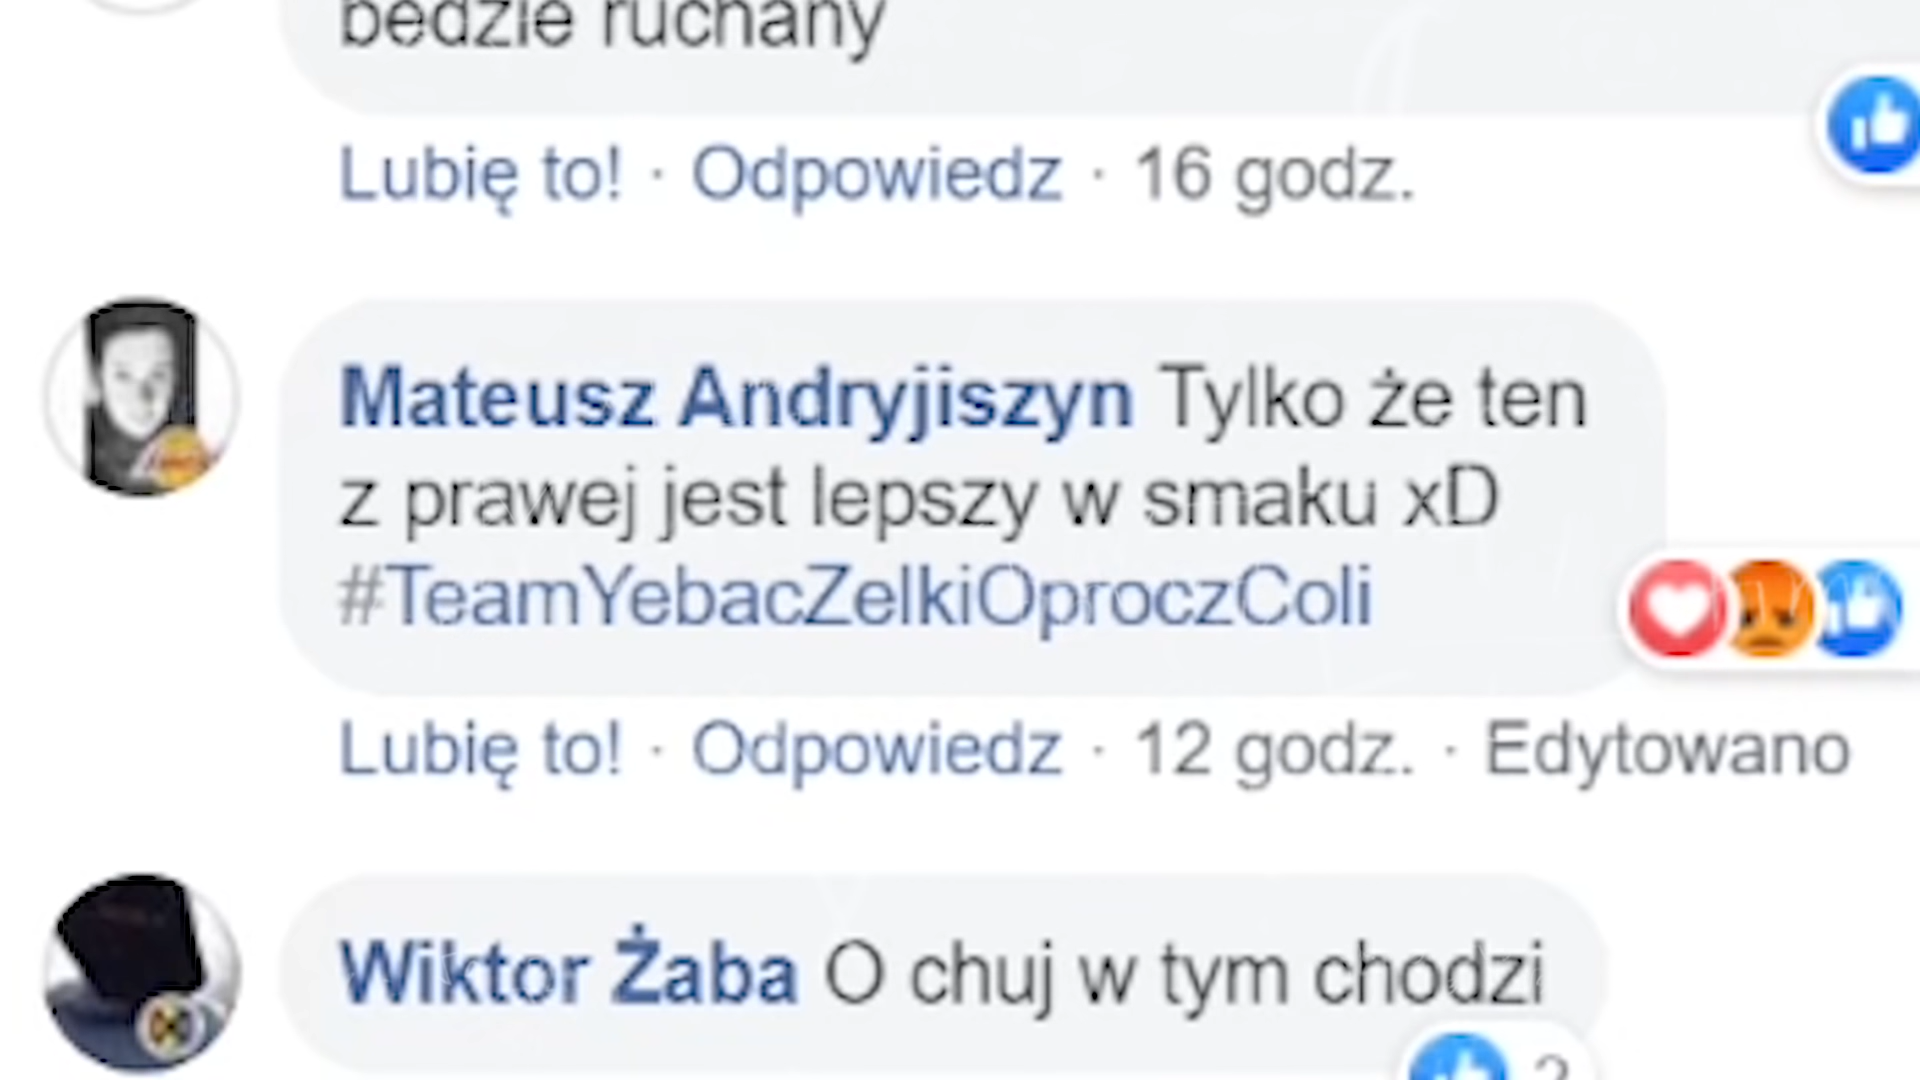 bedzie ruchany
Lubię to! · Odpowiedz · 16 godz.
Mateusz Andryjiszyn Tylko że ten
z prawej jest lepszy w smaku xD
#TeamYebacZelkiOproczColi
Lubię to! · Odpowiedz · 12 godz. · Edytowano
Wiktor Żaba O chuj w tym chodzi